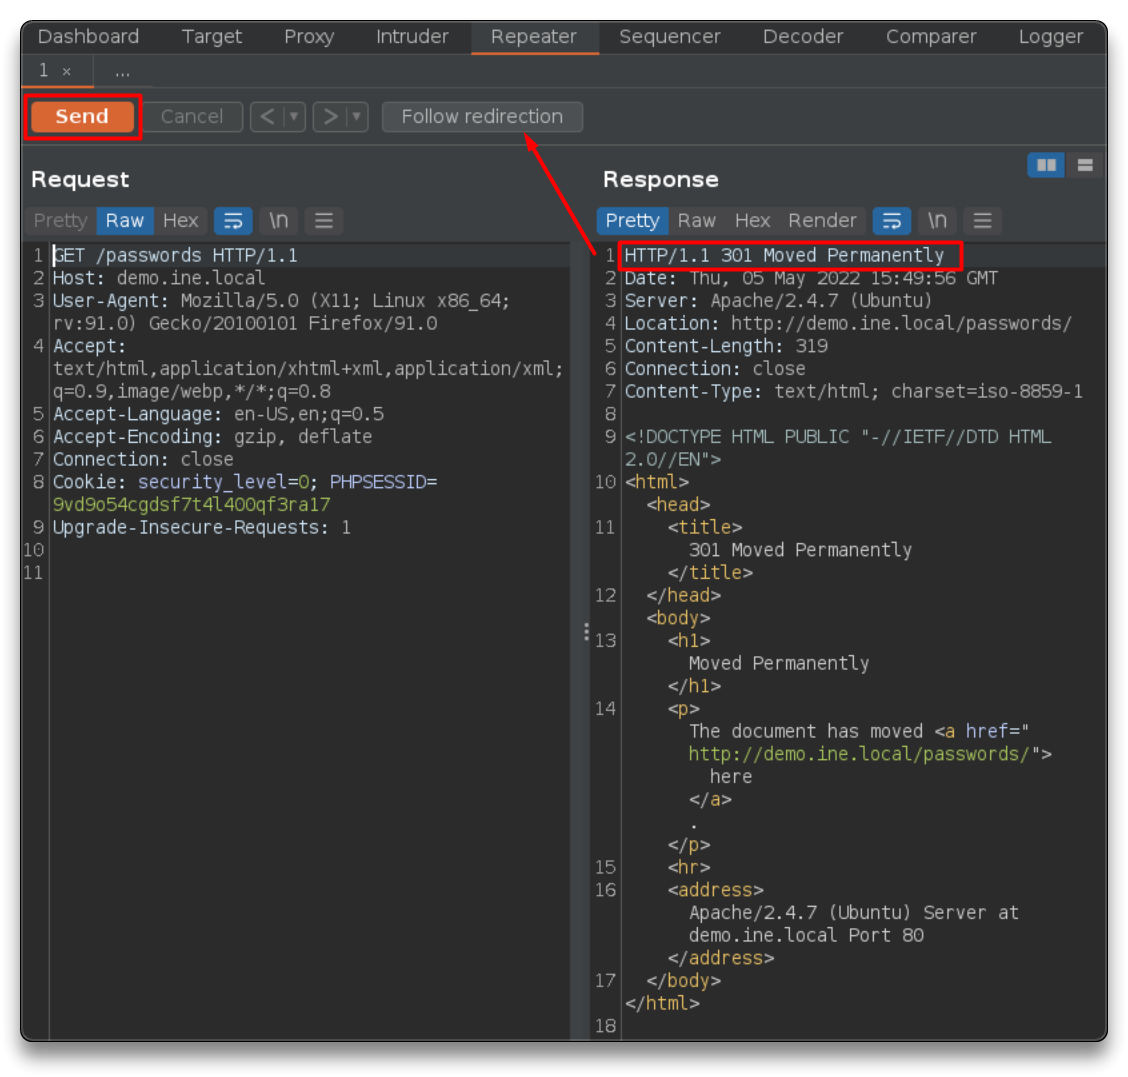 Dashboard Target Proxy Intruder Repeater Sequencer Decoder Comparer Logger
1 × ...
Send Cancel < > Follow redirection
Request
Pretty Raw Hex \n
1 GET /passwords HTTP/1.1
2 Host: demo.ine.local
3 User-Agent: Mozilla/5.0 (X11; Linux x86_64;
rv:91.0) Gecko/20100101 Firefox/91.0
4 Accept:
text/html,application/xhtml+xml,application/xml;
q=0.9,image/webp,*/*;q=0.8
5 Accept-Language: en-US,en;q=0.5
6 Accept-Encoding: gzip, deflate
7 Connection: close
8 Cookie: security_level=0; PHPSESSID=
9vd9o54cgdsf7t4l400qf3ra17
9 Upgrade-Insecure-Requests: 1
10
11
Response
Pretty Raw Hex Render \n
1 HTTP/1.1 301 Moved Permanently
2 Date: Thu, 05 May 2022 15:49:56 GMT
3 Server: Apache/2.4.7 (Ubuntu)
4 Location: http://demo.ine.local/passwords/
5 Content-Length: 319
6 Connection: close
7 Content-Type: text/html; charset=iso-8859-1
8
9 <!DOCTYPE HTML PUBLIC "-//IETF//DTD HTML
2.0//EN">
10 <html>
<head>
11 <title>
301 Moved Permanently
</title>
12 </head>
<body>
13 <h1>
Moved Permanently
</h1>
14 <p>
The document has moved <a href="
http://demo.ine.local/passwords/">
here
</a>
.
</p>
15 <hr>
16 <address>
Apache/2.4.7 (Ubuntu) Server at
demo.ine.local Port 80
</address>
17 </body>
</html>
18